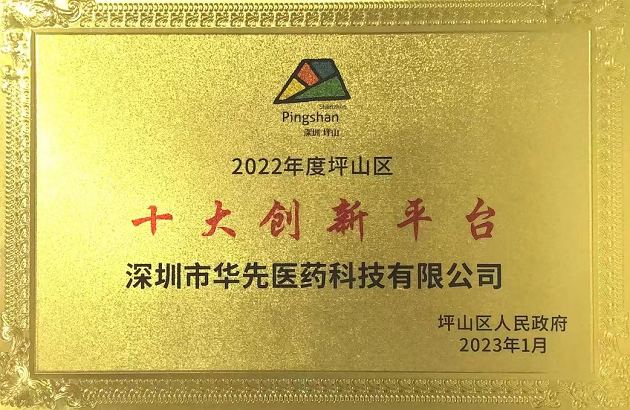 Shenzhen
Pingshan
深圳 坪山
2022年度坪山区
十大创新平台
深圳市华先医药科技有限公司
坪山区人民政府
2023年1月